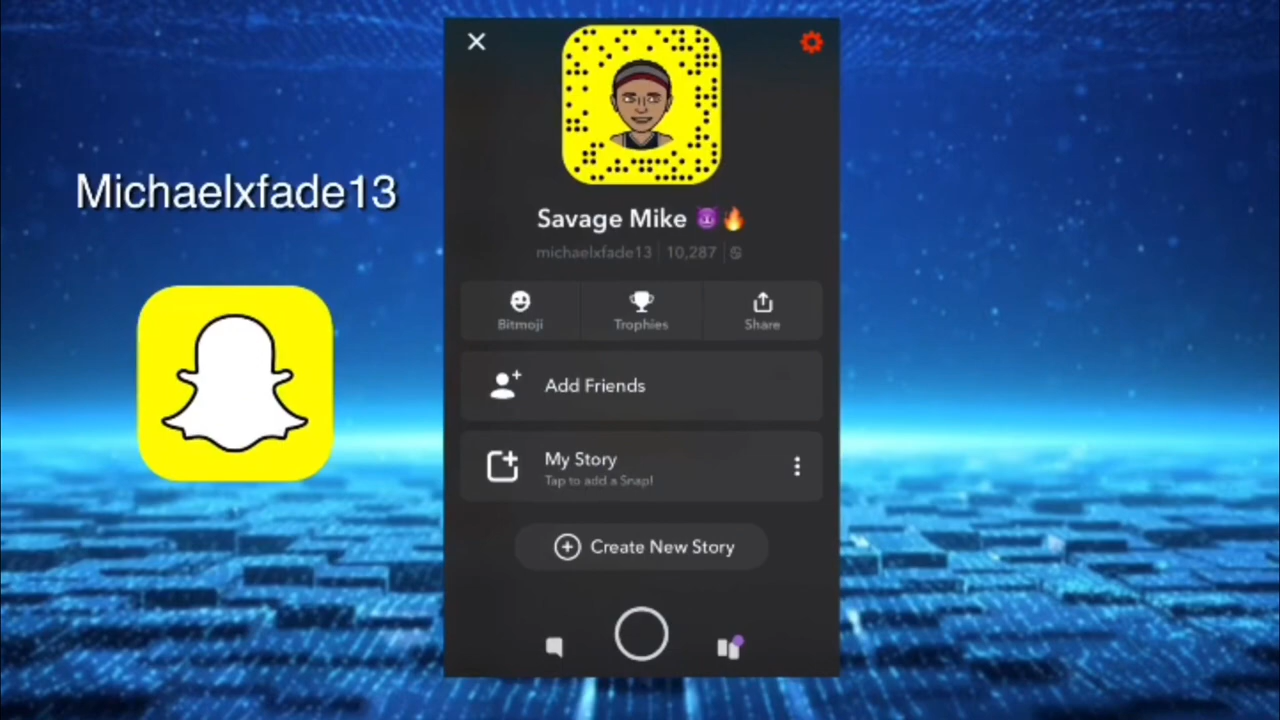 Michaelxfade13
Savage Mike 😈🔥
michaelxfade13 | 10,287
Bitmoji
Trophies
Share
Add Friends
My Story
Tap to add a Snap!
Create New Story